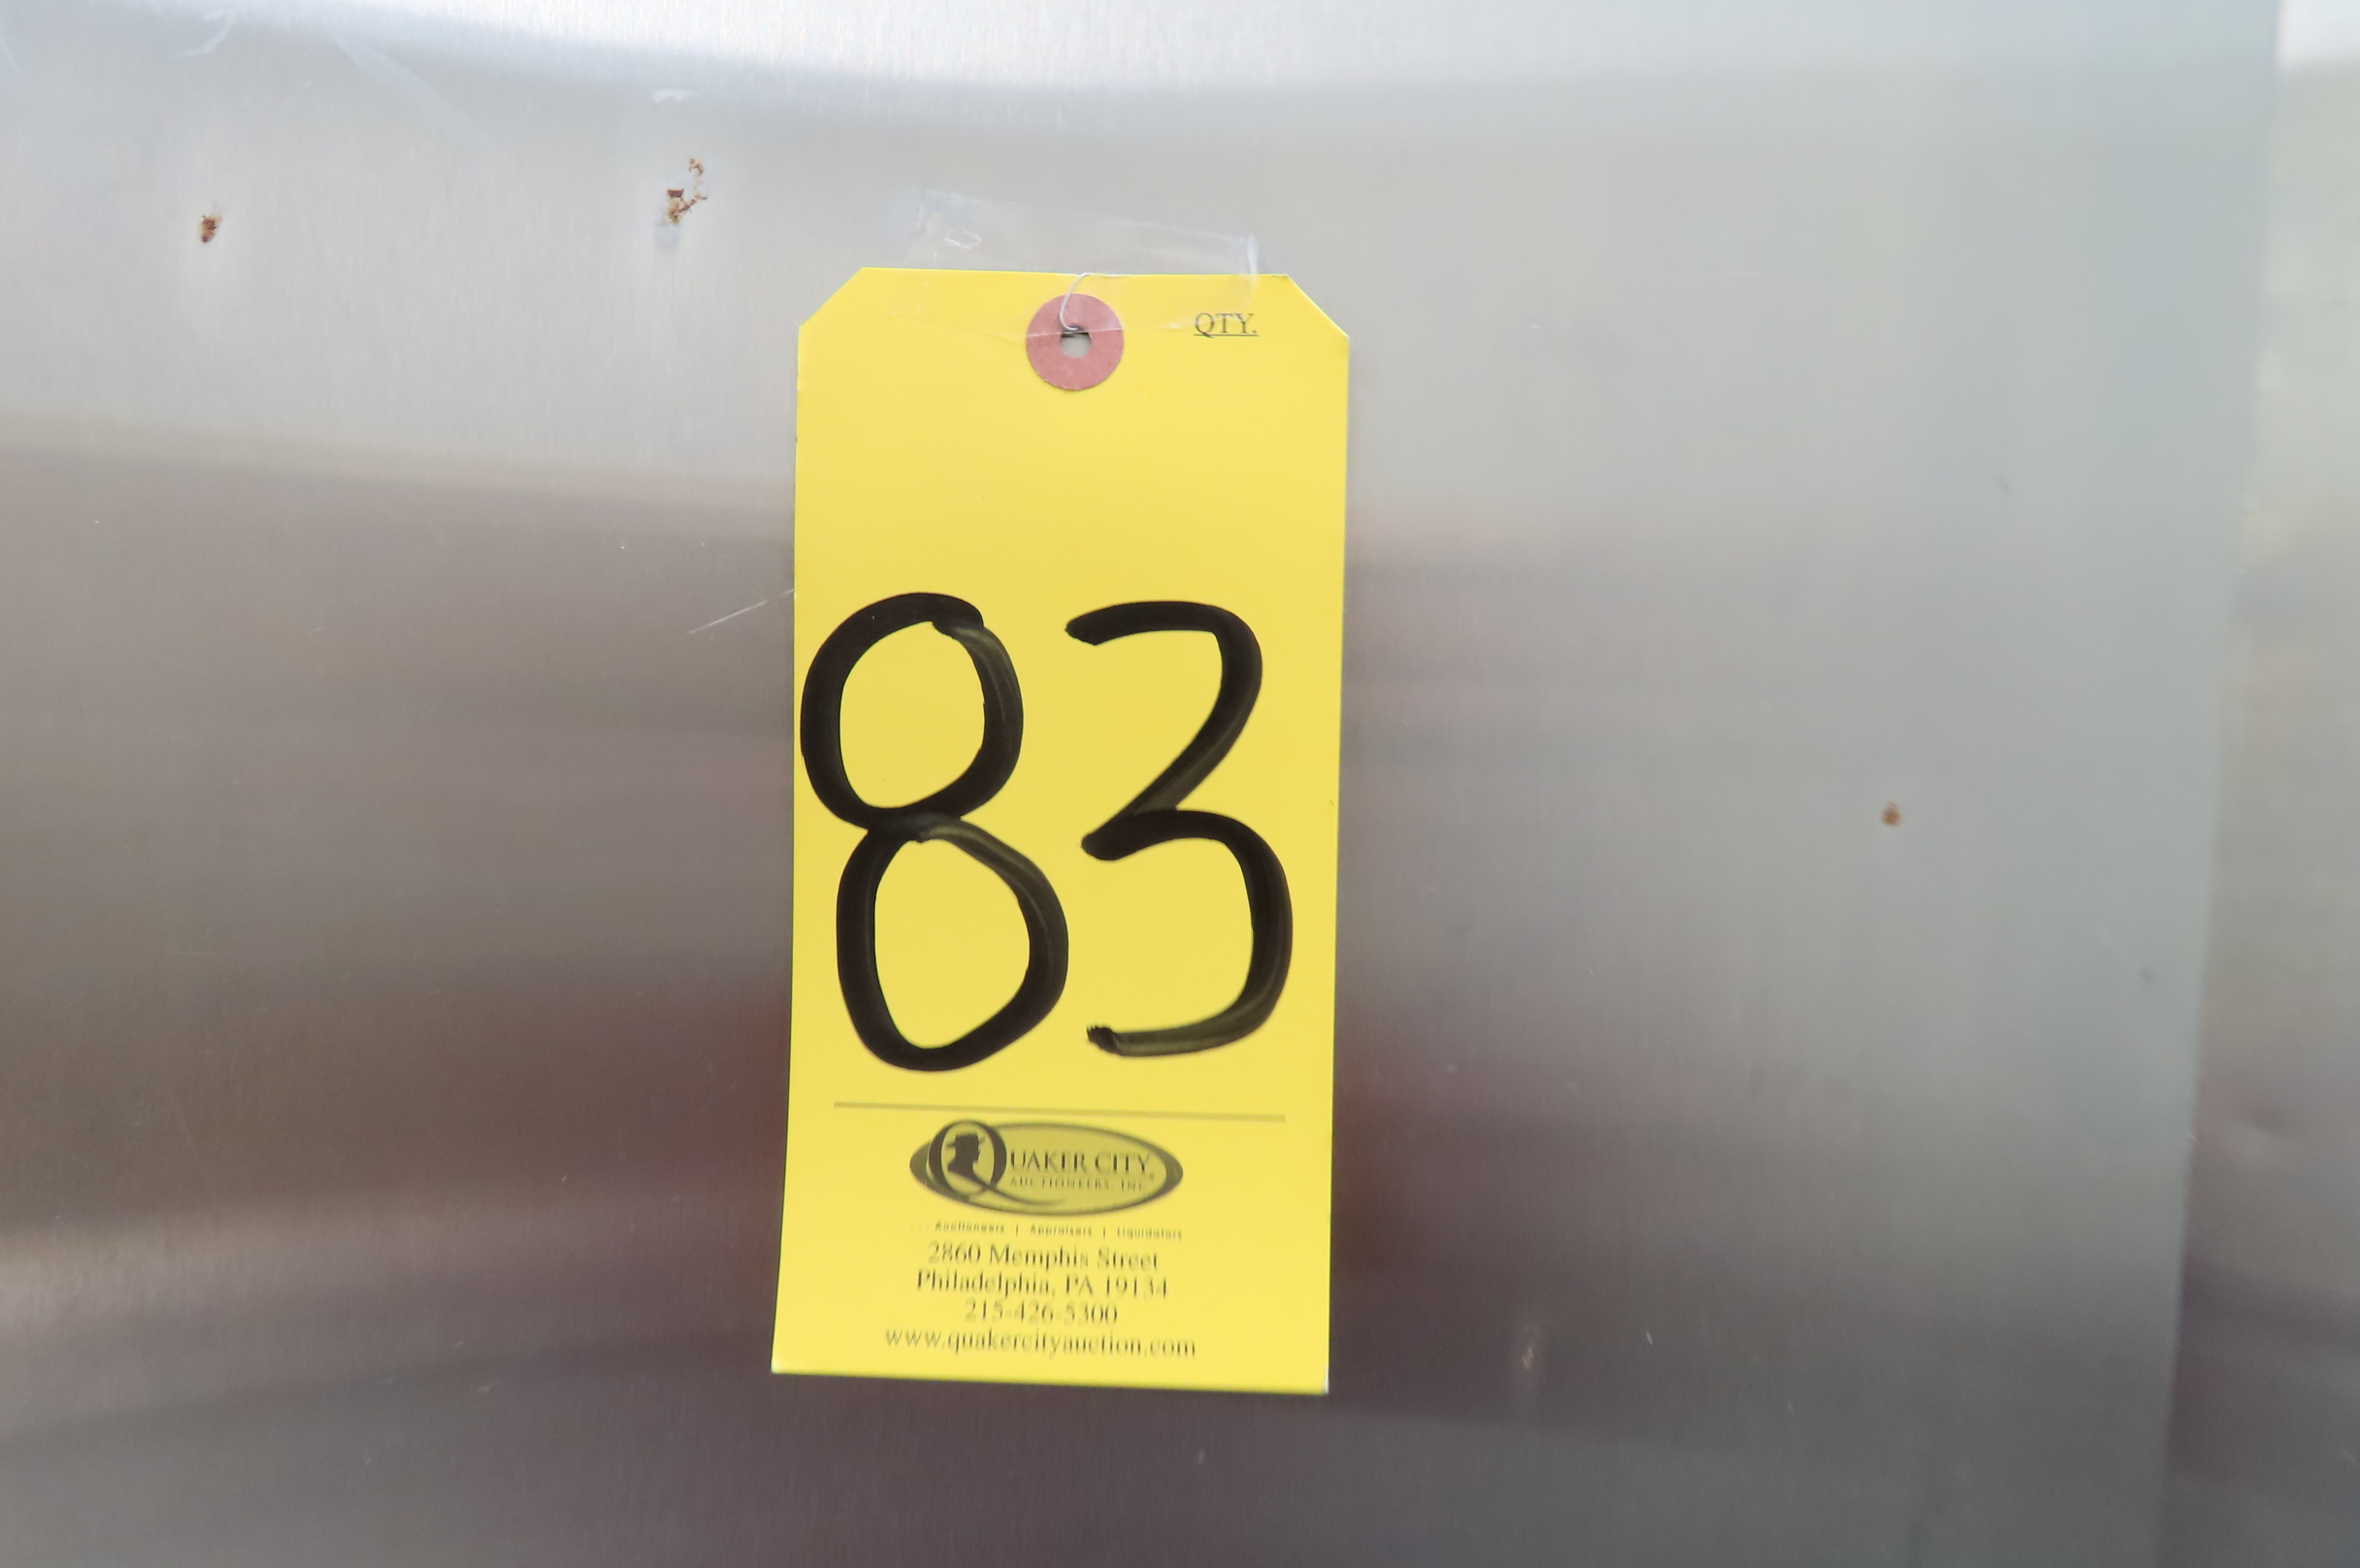 QTY.
83
QUAKER CITY
AUCTIONEERS, INC.
Auctioneers | Appraisers | Liquidators
2860 Memphis Street
Philadelphia, PA 19134
215-426-5300
www.quakercityauction.com